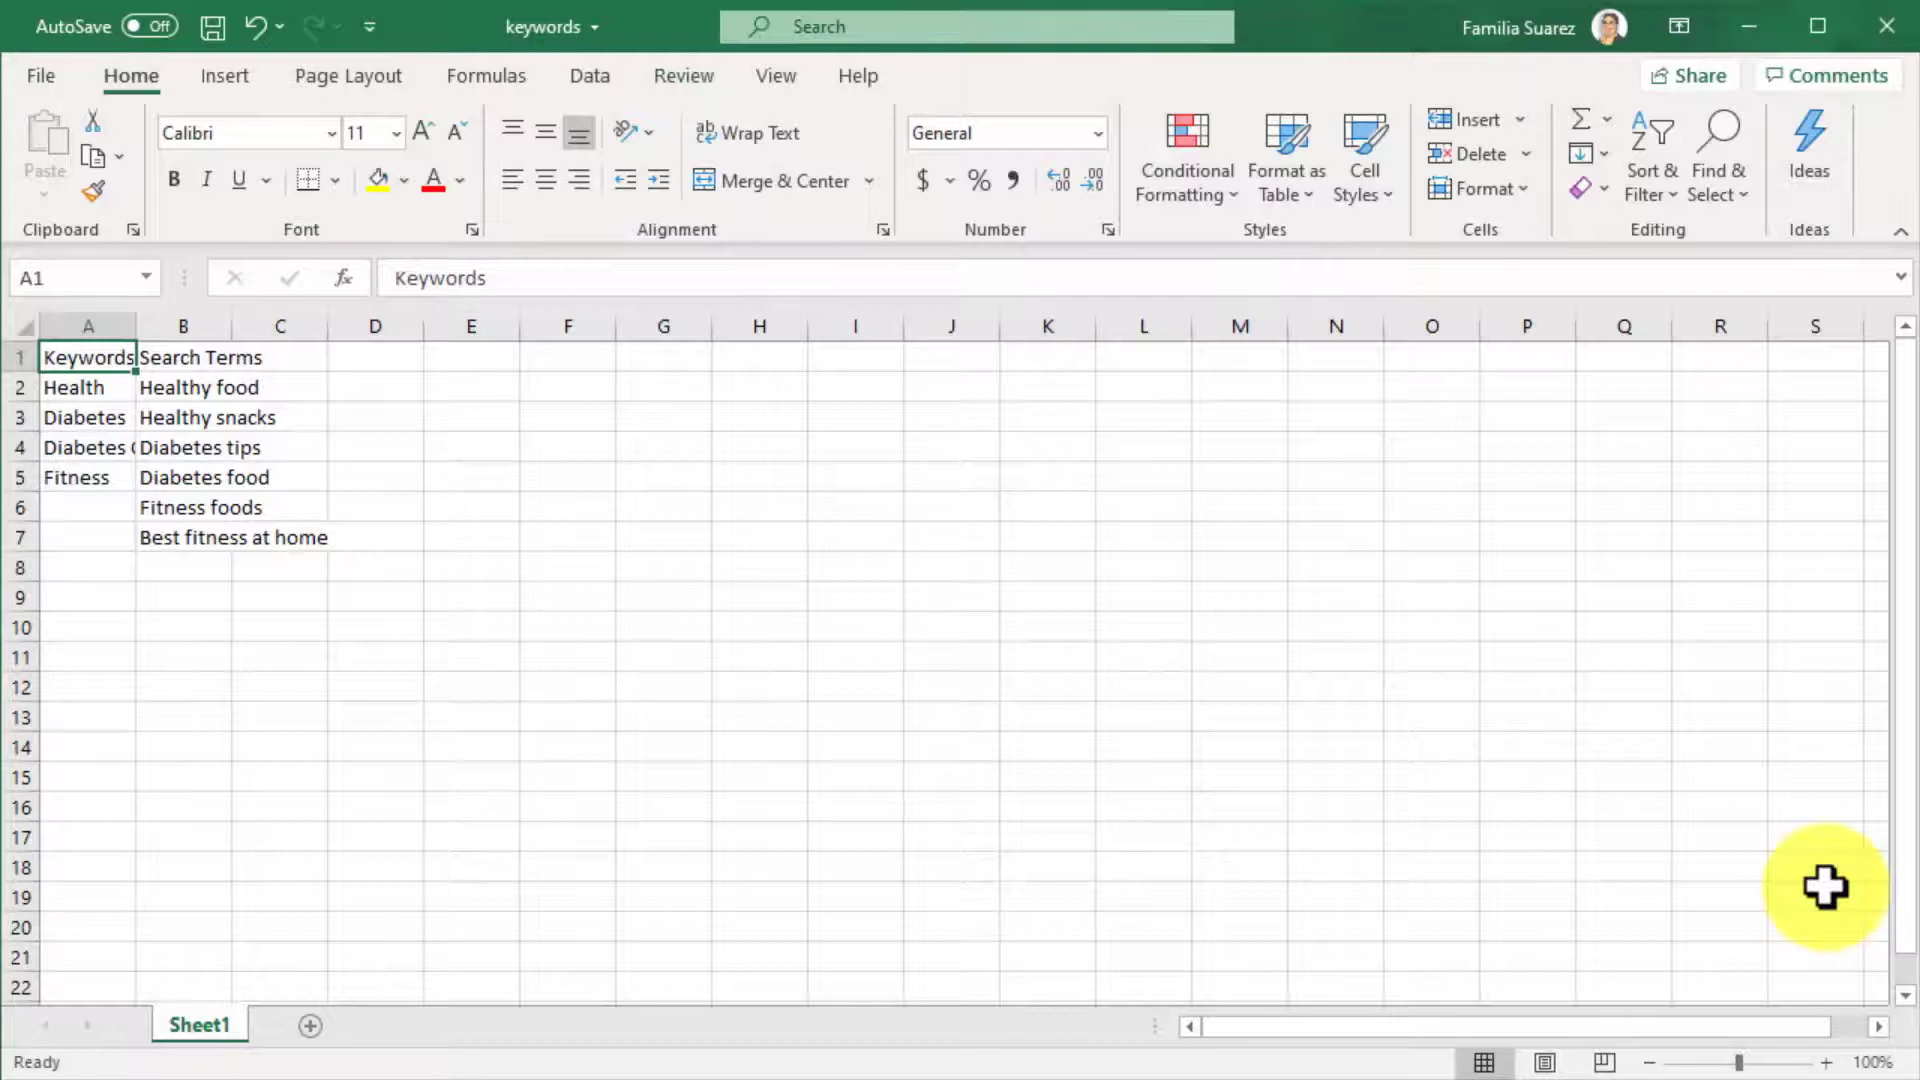 AutoSave Off keywords Search Familia Suarez
File Home Insert Page Layout Formulas Data Review View Help Share Comments
Paste
Calibri 11
B I U A
ab Wrap Text
Merge & Center
General
$ % 9
Conditional Formatting
Format as Table
Cell Styles
Insert
Delete
Format
Sort & Filter
Find & Select
Ideas
Clipboard Font Alignment Number Styles Cells Editing Ideas
A1 fx Keywords
A B C D E F G H I J K L M N O P Q R S
1 Keywords Search Terms
2 Health Healthy food
3 Diabetes Healthy snacks
4 Diabetes Diabetes tips
5 Fitness Diabetes food
6 Fitness foods
7 Best fitness at home
8
9
10
11
12
13
14
15
16
17
18
19
20
21
22
Sheet1
Ready 100%